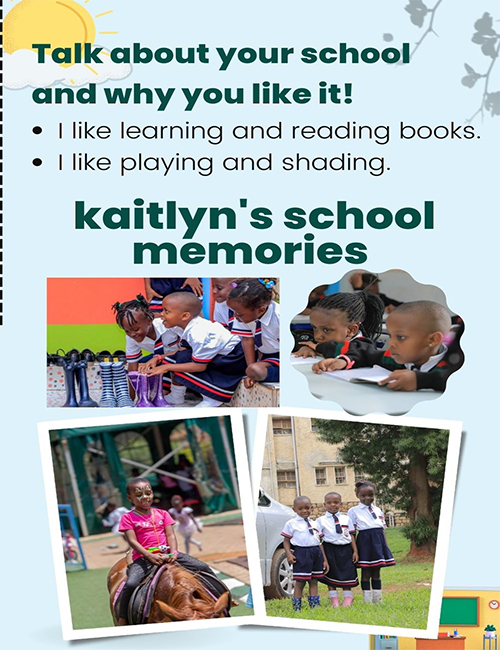 Talk about your school
and why you like it!
• I like learning and reading books.
• I like playing and shading.
kaitlyn's school
memories